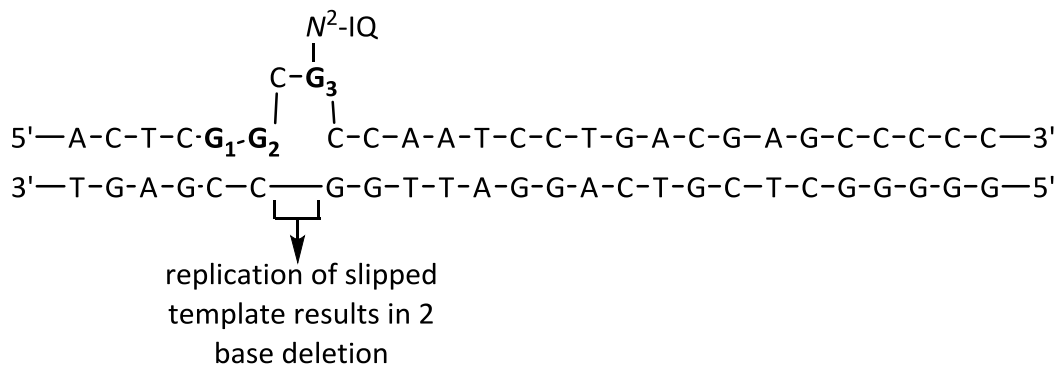 N²-IQ
C-G₃
5'—A-C-T-C-G₁-G₂ C-C-A-A-T-C-C-T-G-A-C-G-A-G-C-C-C-C-C—3'
3'—T-G-A-G-C-C—G-G-T-T-A-G-G-A-C-T-G-C-T-C-G-G-G-G-G—5'
replication of slipped
template results in 2
base deletion